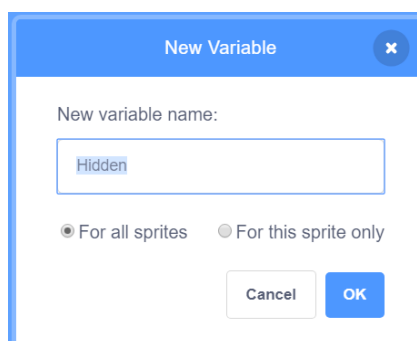 New Variable
New variable name:
Hidden
For all sprites For this sprite only
Cancel OK